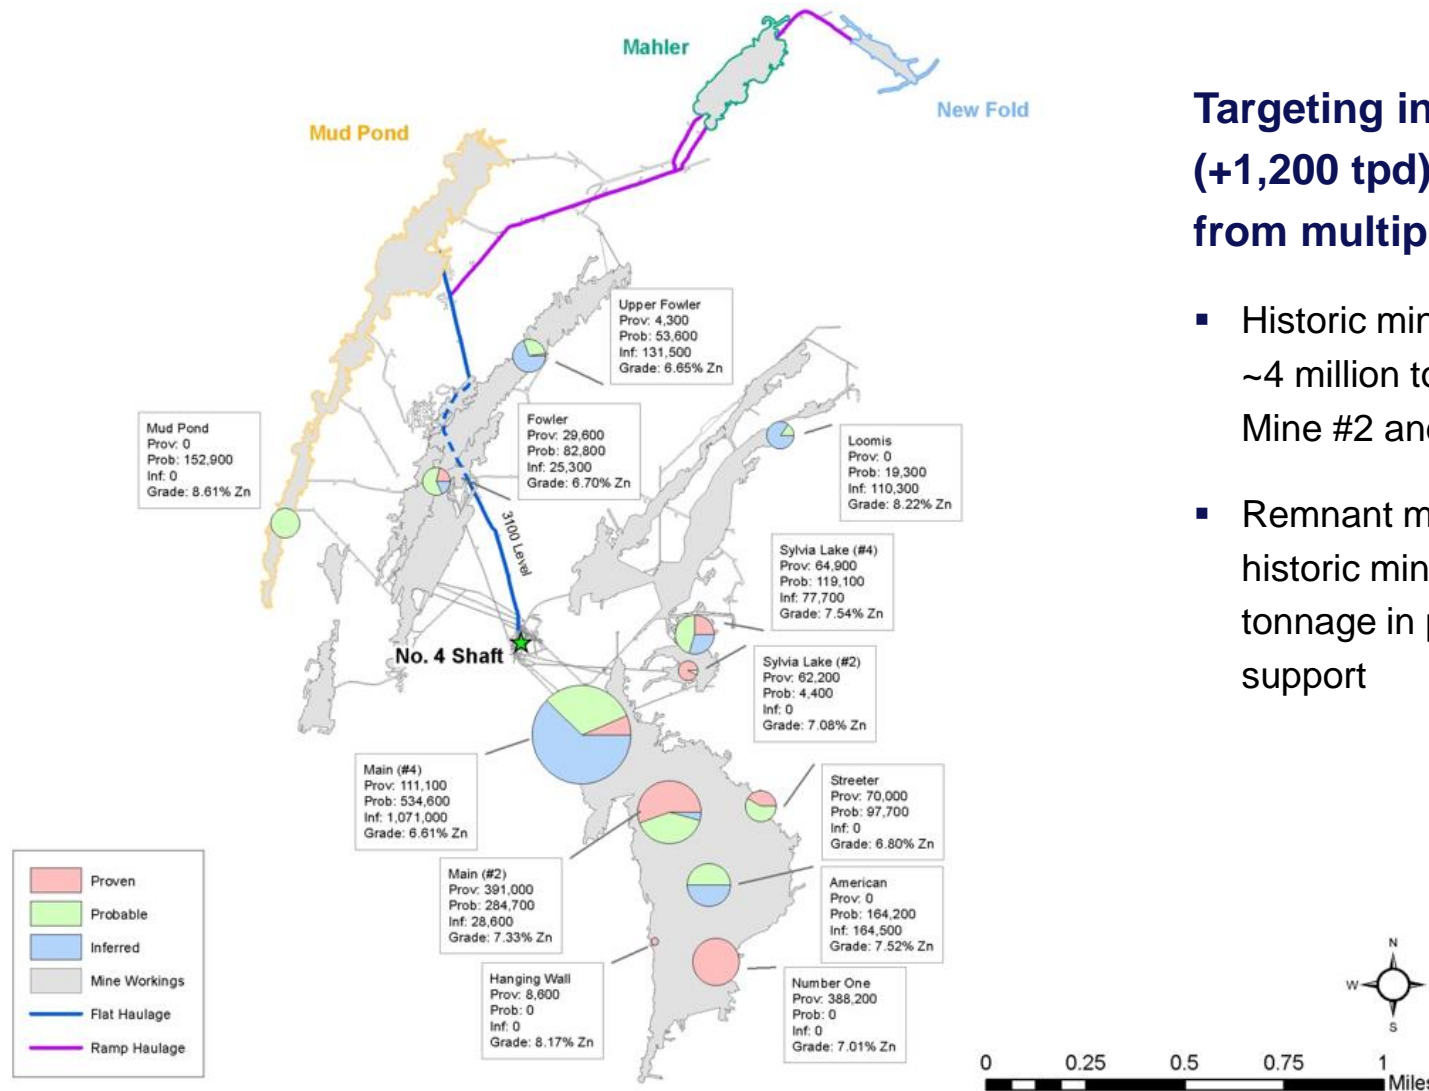 Mahler
New Fold
Mud Pond
Upper Fowler
Prov: 4,300
Prob: 53,600
Inf: 131,500
Grade: 6.65% Zn
Mud Pond
Prov: 0
Prob: 152,900
Inf: 0
Grade: 8.61% Zn
Fowler
Prov: 29,600
Prob: 82,800
Inf: 25,300
Grade: 6.70% Zn
Loomis
Prov: 0
Prob: 19,300
Inf: 110,300
Grade: 8.22% Zn
3100 Level
Sylvia Lake (#4)
Prov: 64,900
Prob: 119,100
Inf: 77,700
Grade: 7.54% Zn
No. 4 Shaft
Sylvia Lake (#2)
Prov: 62,200
Prob: 4,400
Inf: 0
Grade: 7.08% Zn
Main (#4)
Prov: 111,100
Prob: 534,600
Inf: 1,071,000
Grade: 6.61% Zn
Streeter
Prov: 70,000
Prob: 97,700
Inf: 0
Grade: 6.80% Zn
Main (#2)
Prov: 391,000
Prob: 284,700
Inf: 28,600
Grade: 7.33% Zn
American
Prov: 0
Prob: 164,200
Inf: 164,500
Grade: 7.52% Zn
Hanging Wall
Prov: 8,600
Prob: 0
Inf: 0
Grade: 8.17% Zn
Number One
Prov: 388,200
Prob: 0
Inf: 0
Grade: 7.01% Zn
Proven
Probable
Inferred
Mine Workings
Flat Haulage
Ramp Haulage
N
W
S
0 0.25 0.5 0.75 1
Miles
Targeting
(+1,200 tpd)
from
Historic
~4 million
Mine #2
Remnant
historic
tonnage in
support